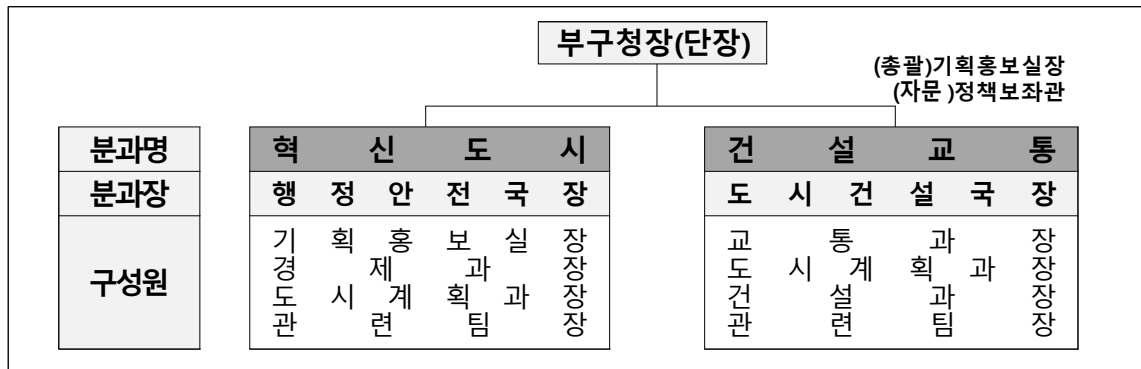 부구청장(단장)
(총괄)기획홍보실장
(자문 )정책보좌관
분과명 혁 신 도 시 건 설 교 통
분과장 행 정 안 전 국 장 도 시 건 설 국 장
구성원
기 획 홍 보 실 장 교 통 과 장
경 제 과 장 도 시 계 획 과 장
도 시 계 획 과 장 건 설 과 장
관 련 팀 장 관 련 팀 장